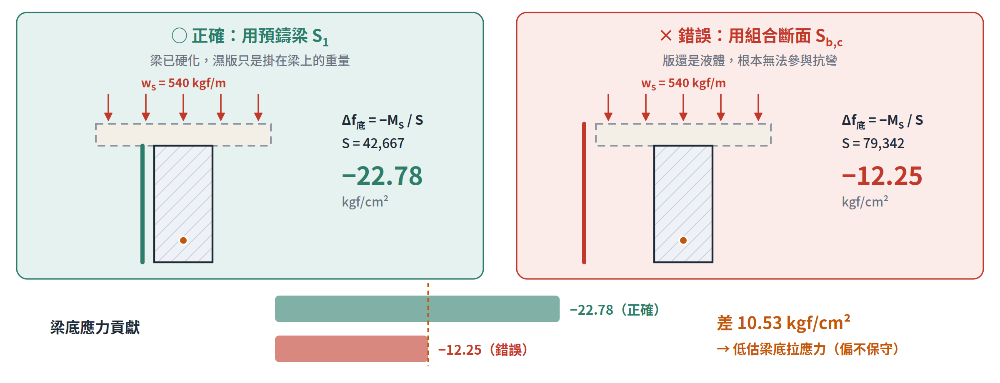 ○ 正確：用預鑄梁 S₁
梁已硬化，濕版只是掛在梁上的重量
wₛ = 540 kgf/m
Δf底 = −Mₛ / S
S = 42,667
−22.78
kgf/cm²
× 錯誤：用組合斷面 Sb,c
版還是液體，根本無法參與抗彎
wₛ = 540 kgf/m
Δf底 = −Mₛ / S
S = 79,342
−12.25
kgf/cm²
梁底應力貢獻
−22.78（正確）
−12.25（錯誤）
差 10.53 kgf/cm²
→ 低估梁底拉應力（偏不保守）